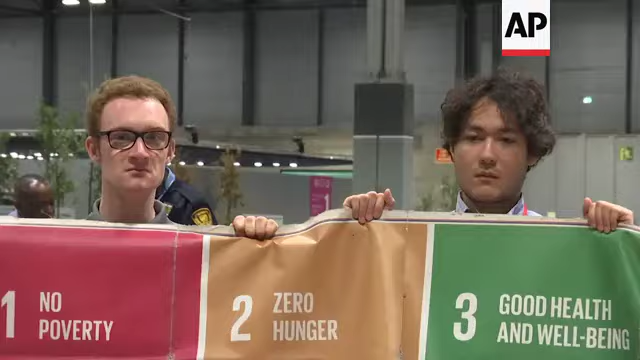 AP
1 NO
POVERTY
2 ZERO
HUNGER
3 GOOD HEALTH
AND WELL-BEING